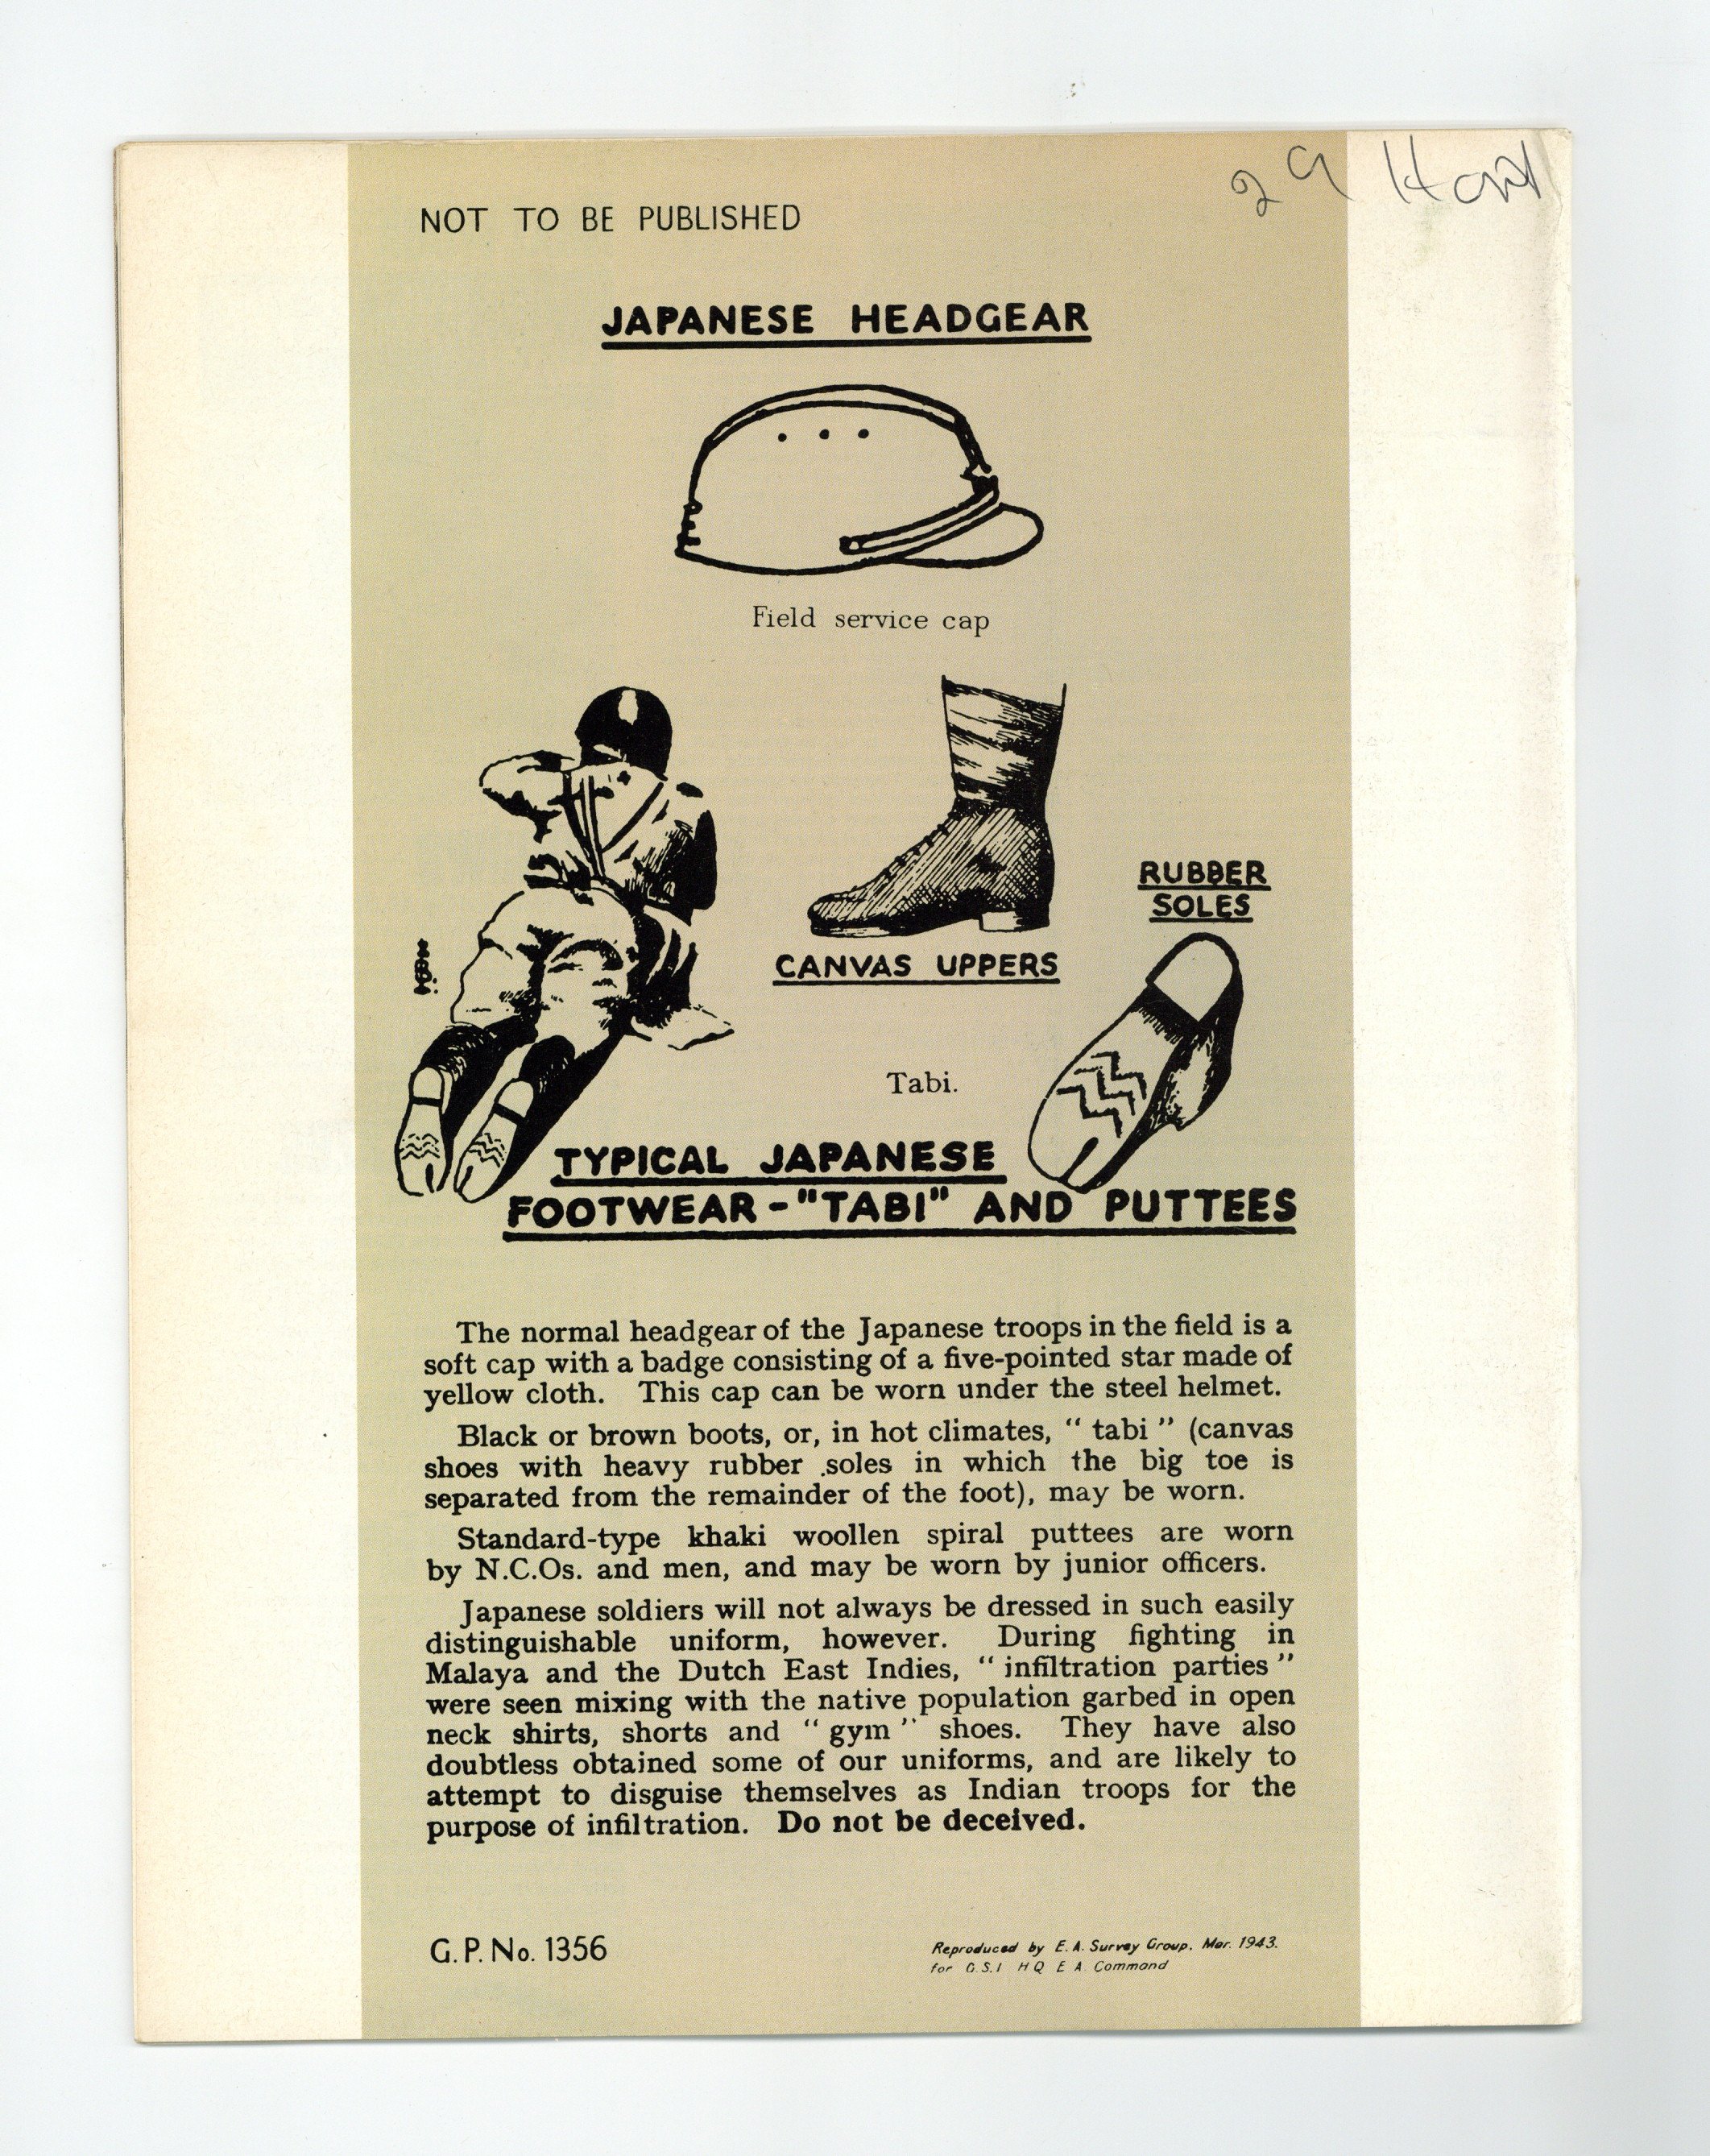 29 Hart
NOT TO BE PUBLISHED
JAPANESE HEADGEAR
Field service cap
RUBBER
SOLES
CANVAS UPPERS
Tabi.
TYPICAL JAPANESE
FOOTWEAR - "TABI" AND PUTTEES
The normal headgear of the Japanese troops in the field is a
soft cap with a badge consisting of a five-pointed star made of
yellow cloth. This cap can be worn under the steel helmet.
Black or brown boots, or, in hot climates, “ tabi ” (canvas
shoes with heavy rubber soles in which the big toe is
separated from the remainder of the foot), may be worn.
Standard-type khaki woollen spiral puttees are worn
by N.C.Os. and men, and may be worn by junior officers.
Japanese soldiers will not always be dressed in such easily
distinguishable uniform, however. During fighting in
Malaya and the Dutch East Indies, “ infiltration parties ”
were seen mixing with the native population garbed in open
neck shirts, shorts and “ gym ” shoes. They have also
doubtless obtained some of our uniforms, and are likely to
attempt to disguise themselves as Indian troops for the
purpose of infiltration. Do not be deceived.
G.P. No. 1356
Reproduced by E. A. Survey Group. Mar. 1943.
for G.S.I HQ E A Command